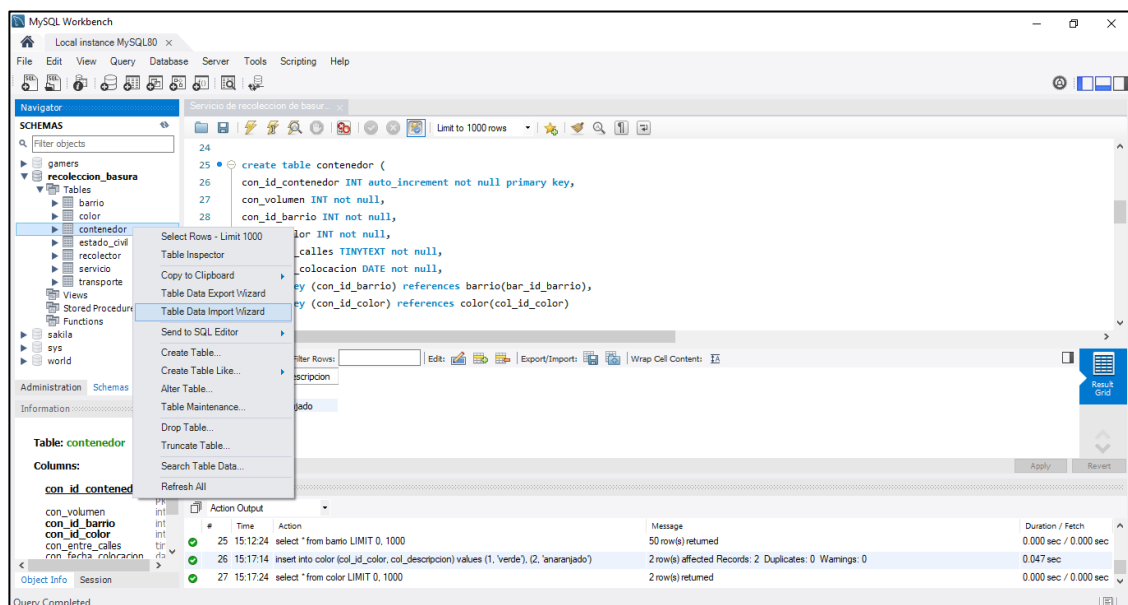 MySQL Workbench
Local instance MySQL80 ×
File Edit View Query Database Server Tools Scripting Help
Navigator
Servicio de recoleccion de basur... ×
SCHEMAS
Limit to 1000 rows
Filter objects
gamers
recoleccion_basura
Tables
barrio
color
contenedor
estado_civil
recolector
servicio
transporte
Views
Stored Procedure
Functions
sakila
sys
world
24
25 create table contenedor (
26 con_id_contenedor INT auto_increment not null primary key,
27 con_volumen INT not null,
28 con_id_barrio INT not null,
lor INT not null,
_calles TINYTEXT not null,
_colocacion DATE not null,
ey (con_id_barrio) references barrio(bar_id_barrio),
ey (con_id_color) references color(col_id_color)
Select Rows - Limit 1000
Table Inspector
Copy to Clipboard
Table Data Export Wizard
Table Data Import Wizard
Send to SQL Editor
Create Table...
Create Table Like...
Alter Table...
Table Maintenance...
Drop Table...
Truncate Table...
Search Table Data...
Refresh All
Filter Rows: Edit: Export/Import: Wrap Cell Content:
escripcion
jado
Result
Grid
Administration Schemas
Information
Table: contenedor
Columns:
con_id_contened
con_volumen int
con_id_barrio int
con_id_color int
con_entre_calles tir
con_fecha_colocacion da
Object Info Session
Apply Revert
Action Output
# Time Action Message Duration / Fetch
25 15:12:24 select * from barrio LIMIT 0, 1000 50 row(s) returned 0.000 sec / 0.000 sec
26 15:17:14 insert into color (col_id_color, col_descripcion) values (1, 'verde'), (2, 'anaranjado') 2 row(s) affected Records: 2 Duplicates: 0 Warnings: 0 0.047 sec
27 15:17:24 select * from color LIMIT 0, 1000 2 row(s) returned 0.000 sec / 0.000 sec
Query Completed